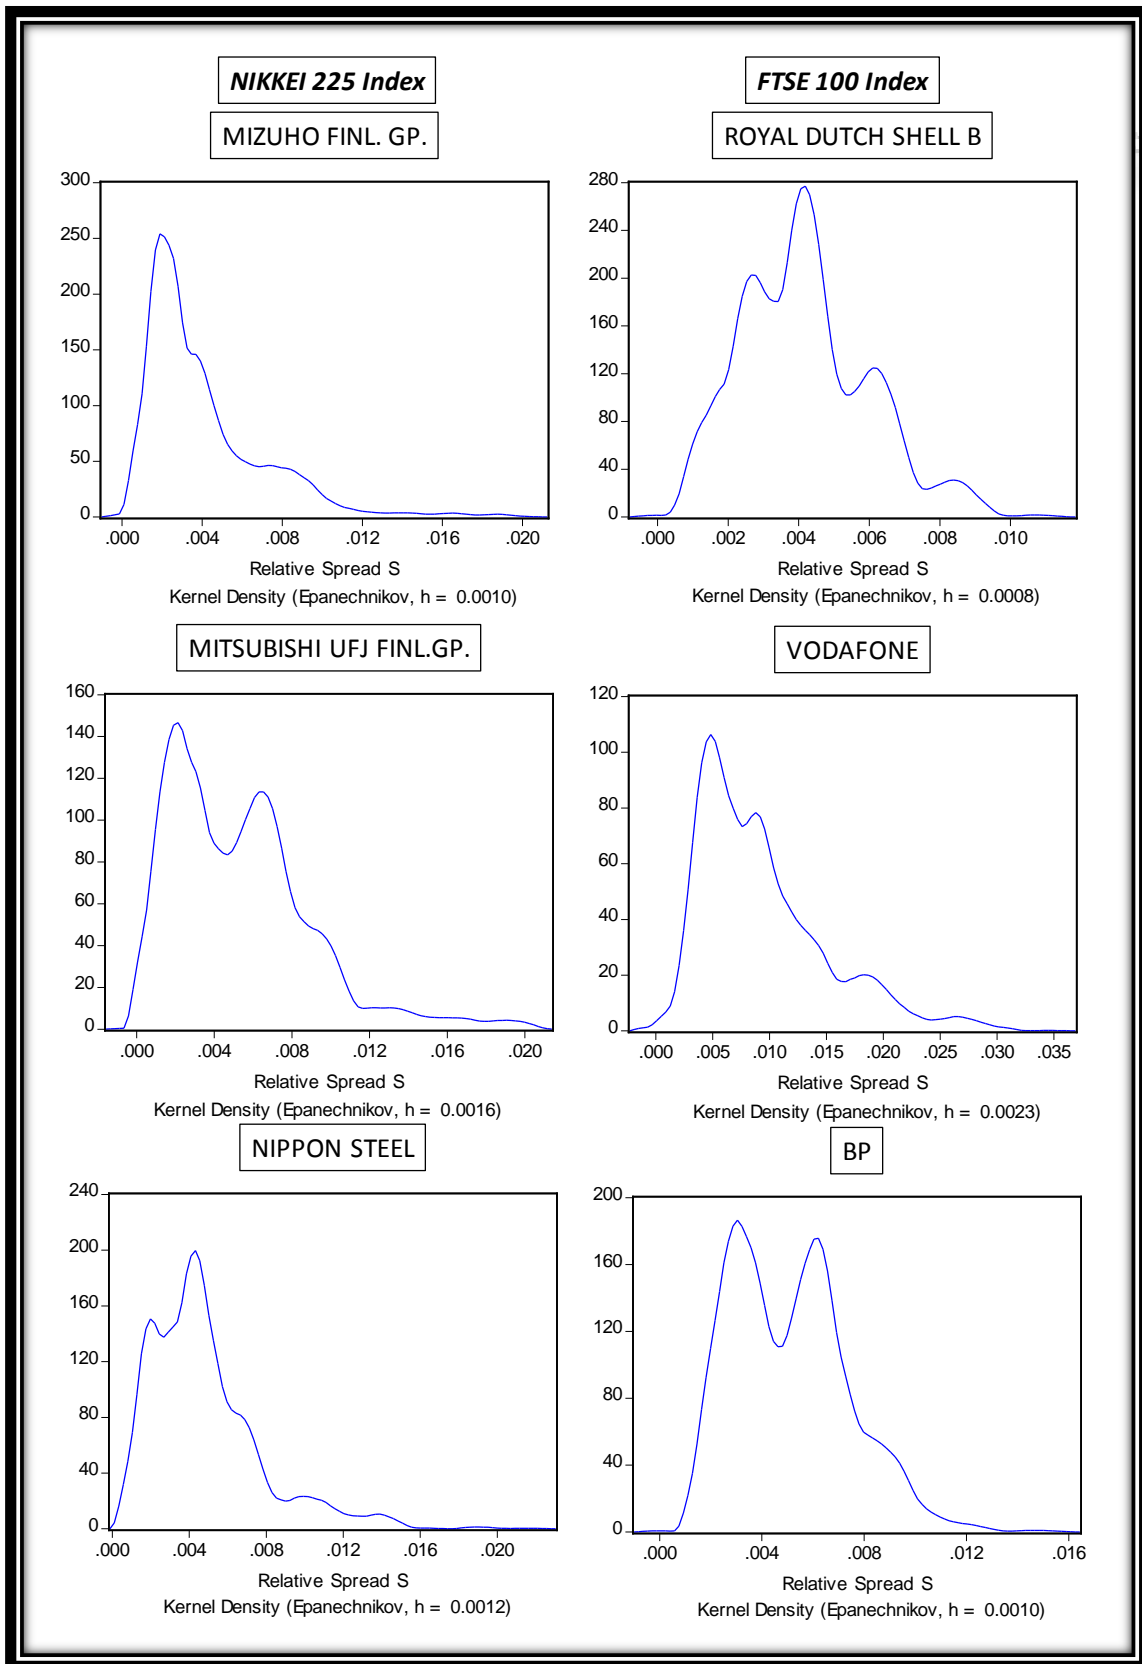 NIKKEI 225 Index
FTSE 100 Index
MIZUHO FINL. GP.
300
250
200
150
100
50
0
.000 .004 .008 .012 .016 .020
Relative Spread S
Kernel Density (Epanechnikov, h = 0.0010)
ROYAL DUTCH SHELL B
280
240
200
160
120
80
40
0
.000 .002 .004 .006 .008 .010
Relative Spread S
Kernel Density (Epanechnikov, h = 0.0008)
MITSUBISHI UFJ FINL.GP.
160
140
120
100
80
60
40
20
0
.000 .004 .008 .012 .016 .020
Relative Spread S
Kernel Density (Epanechnikov, h = 0.0016)
VODAFONE
120
100
80
60
40
20
0
.000 .005 .010 .015 .020 .025 .030 .035
Relative Spread S
Kernel Density (Epanechnikov, h = 0.0023)
NIPPON STEEL
240
200
160
120
80
40
0
.000 .004 .008 .012 .016 .020
Relative Spread S
Kernel Density (Epanechnikov, h = 0.0012)
BP
200
160
120
80
40
0
.000 .004 .008 .012 .016
Relative Spread S
Kernel Density (Epanechnikov, h = 0.0010)